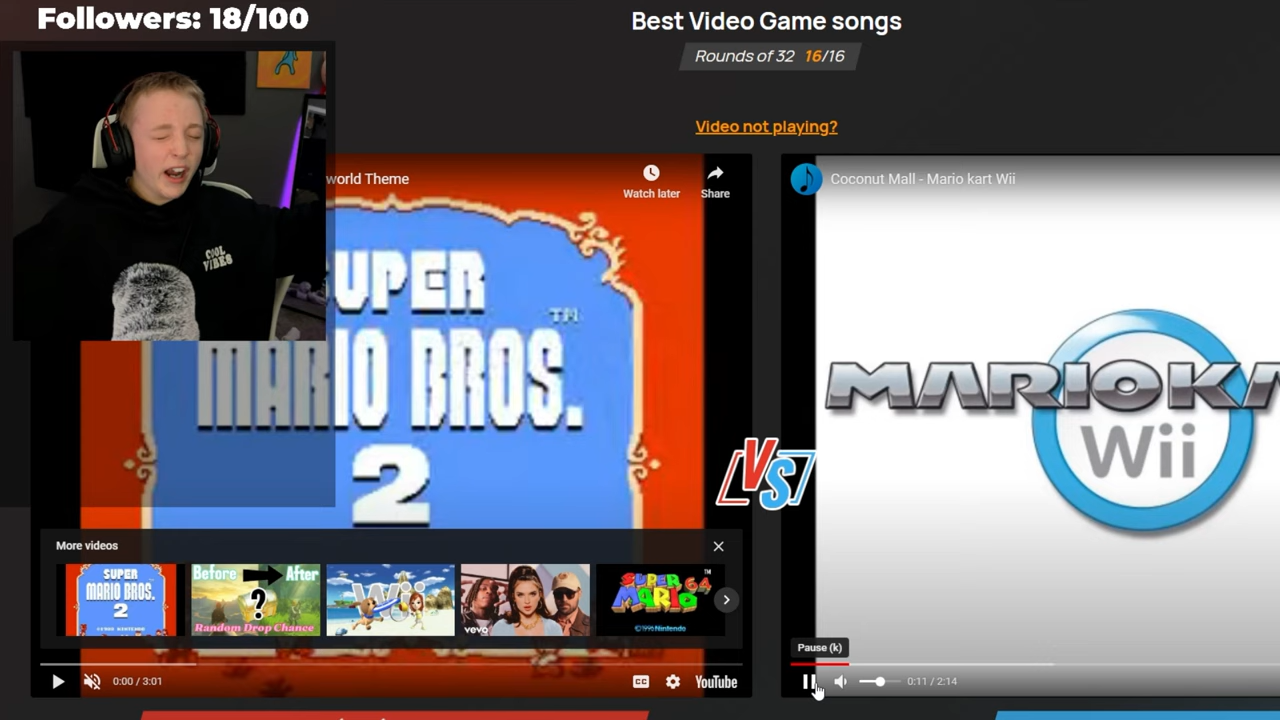 Followers: 18/100
Best Video Game songs
Rounds of 32 16/16
Video not playing?
world Theme
Watch later
Share
Coconut Mall - Mario kart Wii
COOL
VIBES
SUPER
TM
MARIO BROS.
2
MARIOKA
Wii
VS
More videos
SUPER
MARIO BROS.
2
Before
After
?
Random Drop Chance
Wii
vevo
SUPER
MARIO 64
TM
©1996 Nintendo
Pause (k)
0:00 / 3:01
CC
YouTube
0:11 / 2:14